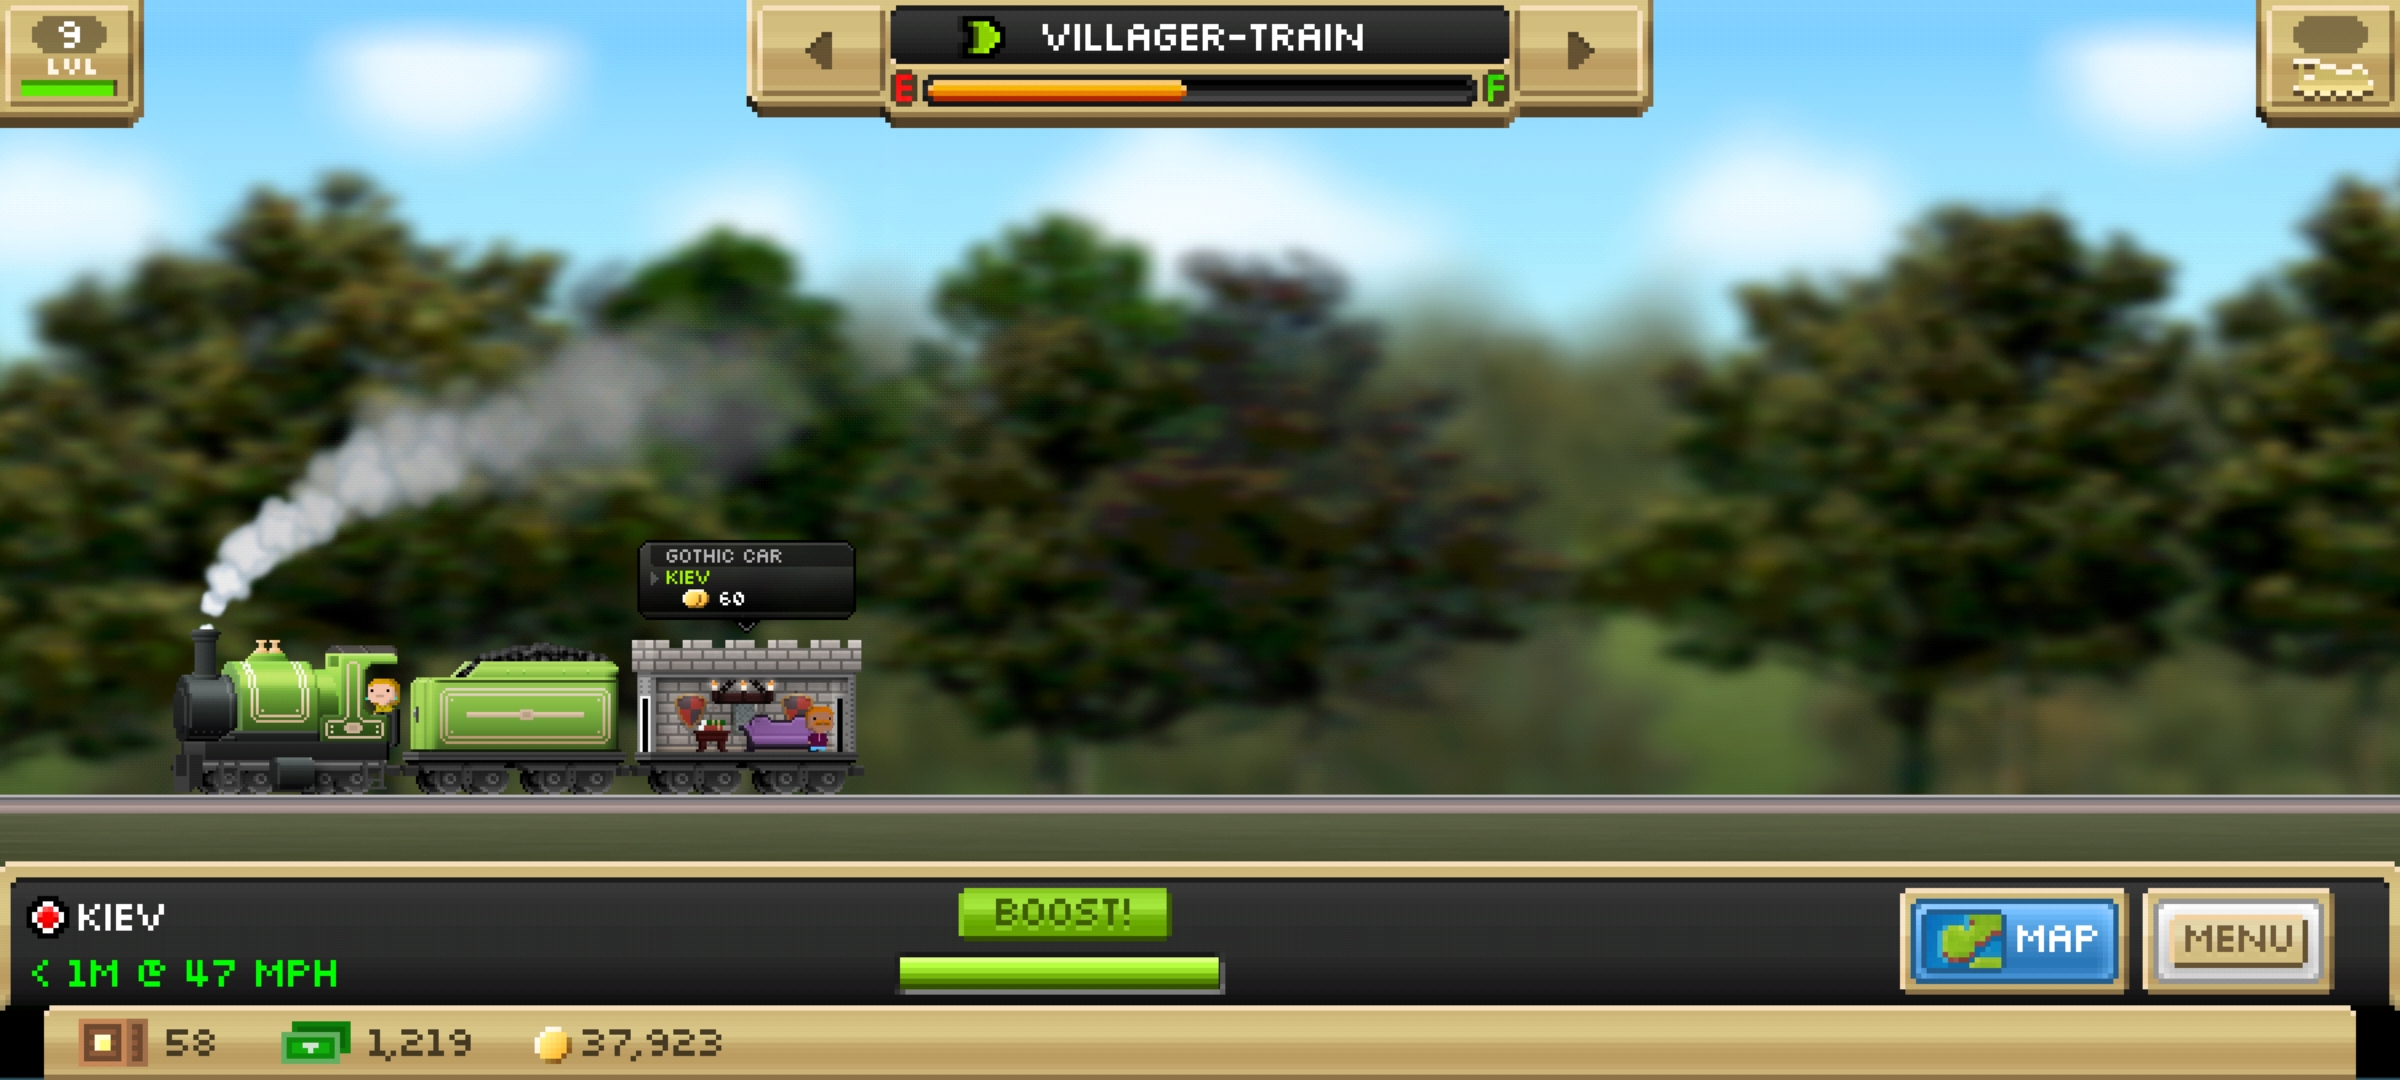 9
LVL
VILLAGER-TRAIN
E F
GOTHIC CAR
KIEV
60
KIEV
< 1M @ 47 MPH
BOOST!
MAP
MENU
58
1,219
37,923